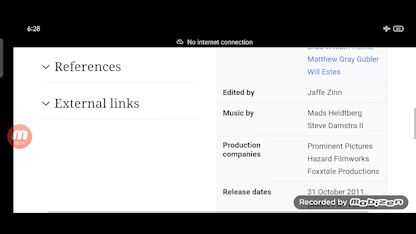 6:28
No internet connection
References
External links
Matthew Gray Gubler
Will Estes
Edited by
Jaffe Zinn
Music by
Mads Heldtberg
Steve Damstra II
Production companies
Prominent Pictures
Hazard Filmworks
Foxxtale Productions
Release dates
31 October 2011
Recorded by mobizen